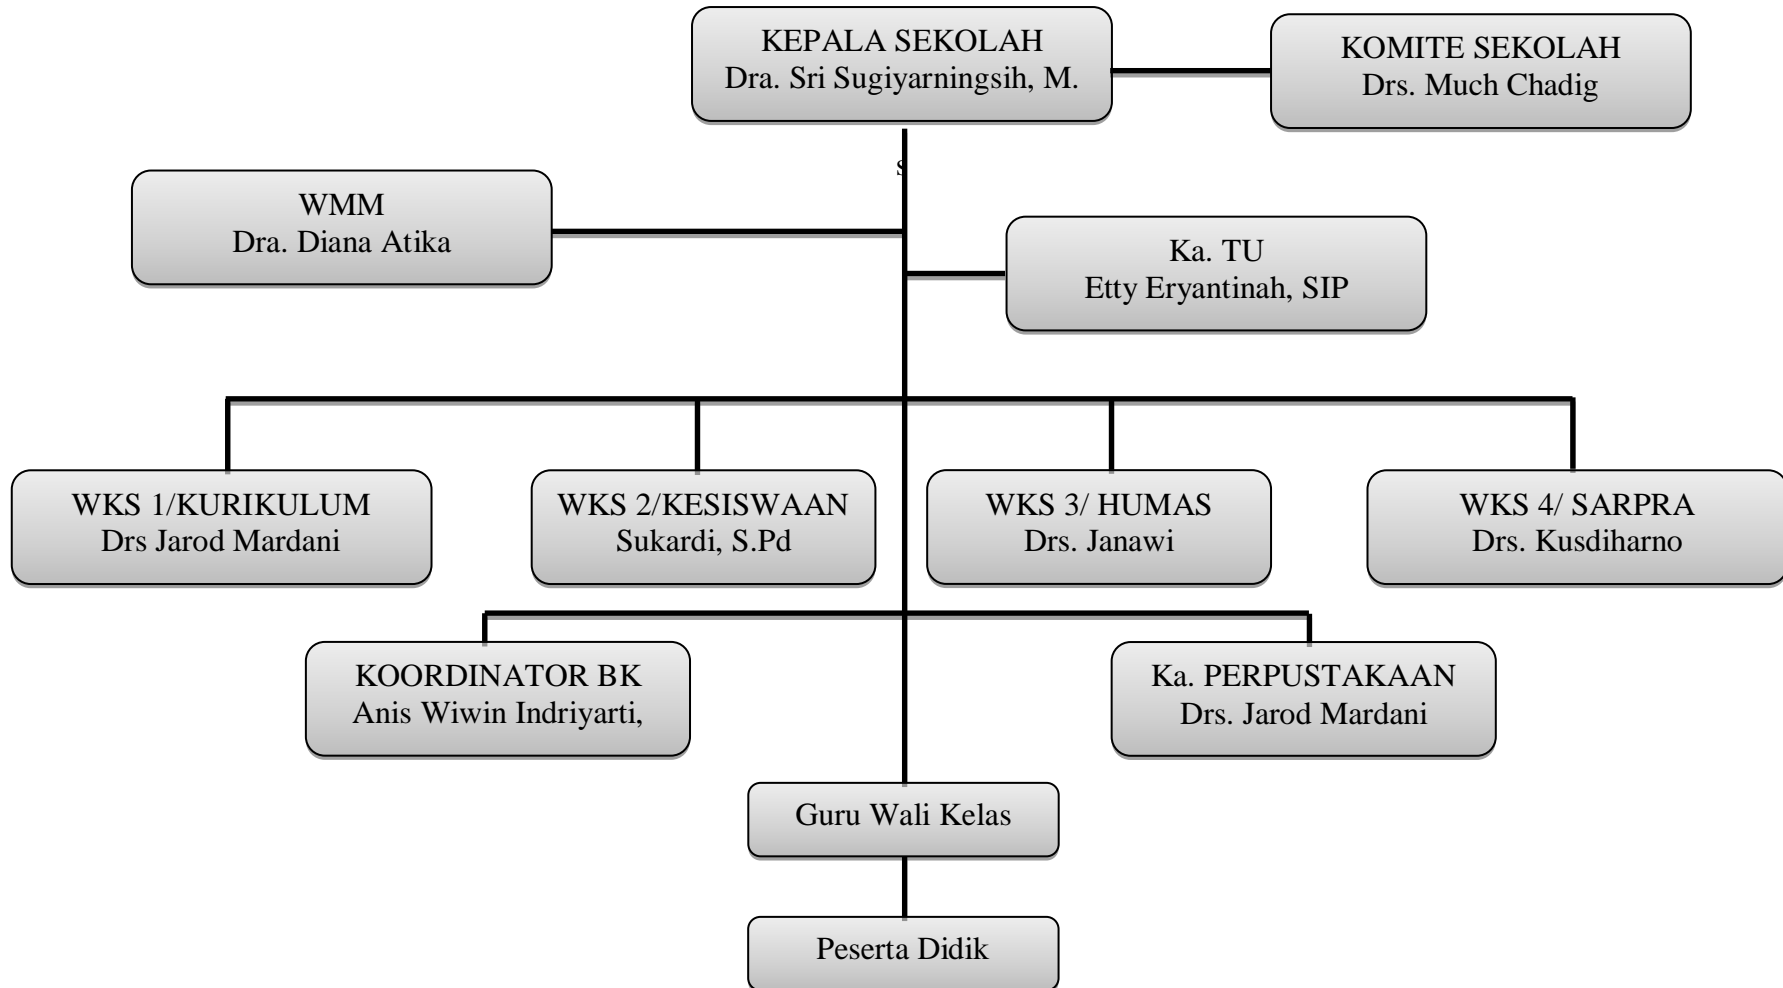 KEPALA SEKOLAH
Dra. Sri Sugiyarningsih, M.
KOMITE SEKOLAH
Drs. Much Chadig
s
WMM
Dra. Diana Atika
Ka. TU
Etty Eryantinah, SIP
WKS 1/KURIKULUM
Drs Jarod Mardani
WKS 2/KESISWAAN
Sukardi, S.Pd
WKS 3/ HUMAS
Drs. Janawi
WKS 4/ SARPRA
Drs. Kusdiharno
KOORDINATOR BK
Anis Wiwin Indriyarti,
Ka. PERPUSTAKAAN
Drs. Jarod Mardani
Guru Wali Kelas
Peserta Didik